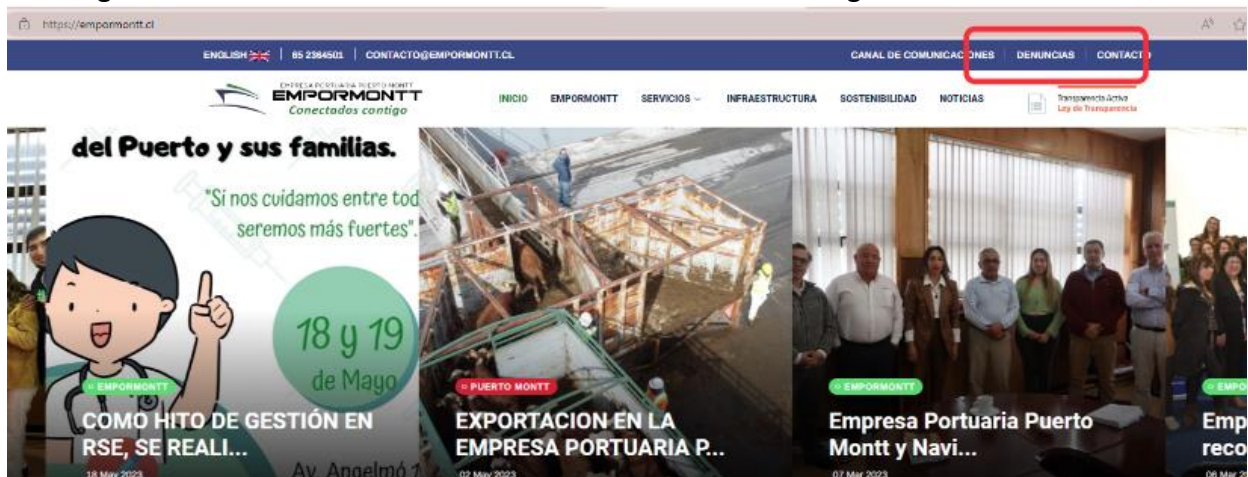 https://empormontt.cl
ENGLISH | 65 2364501 | CONTACTO@EMPORMONTT.CL
CANAL DE COMUNICACIONES | DENUNCIAS | CONTACTO
EMPRESA PORTUARIA PUERTO MONTT
EMPORMONTT
Conectados contigo
INICIO EMPORMONTT SERVICIOS INFRAESTRUCTURA SOSTENIBILIDAD NOTICIAS
Transparencia Activa
Ley de Transparencia
del Puerto y sus familias.
"Si nos cuidamos entre tod
seremos más fuertes".
18 y 19
de Mayo
EMPORMONTT
COMO HITO DE GESTIÓN EN
RSE, SE REALI...
18 May 2023
Av. Angelmó
PUERTO MONTT
EXPORTACION EN LA
EMPRESA PORTUARIA P...
02 May 2023
EMPORMONTT
Empresa Portuaria Puerto
Montt y Navi...
07 Mar 2023
EMPO
Emp
reco
06 Mar 2